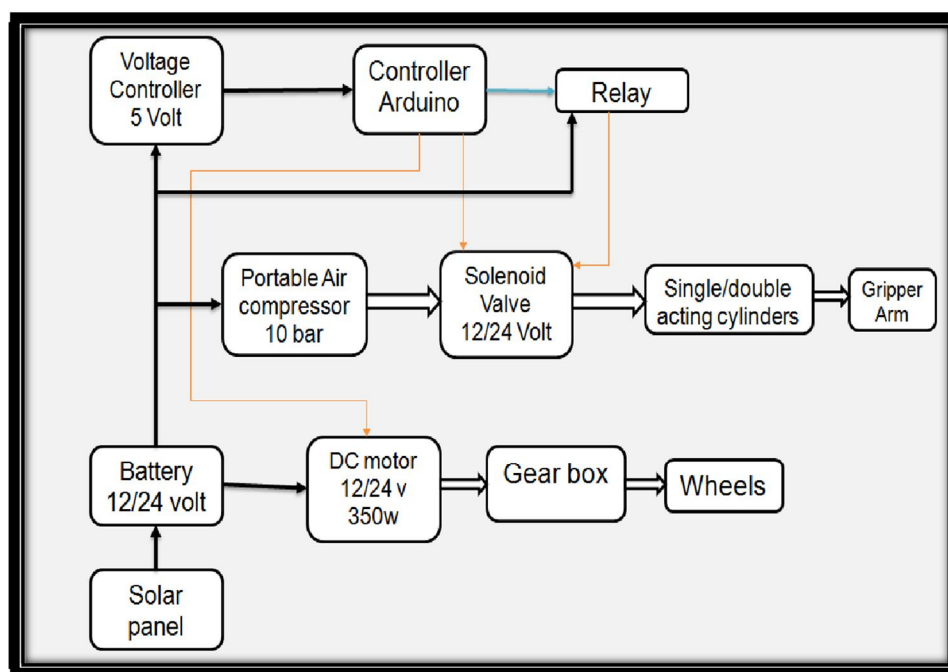 Voltage
Controller
5 Volt
Controller
Arduino
Relay
Portable Air
compressor
10 bar
Solenoid
Valve
12/24 Volt
Single/double
acting cylinders
Gripper
Arm
Battery
12/24 volt
DC motor
12/24 v
350w
Gear box
Wheels
Solar
panel